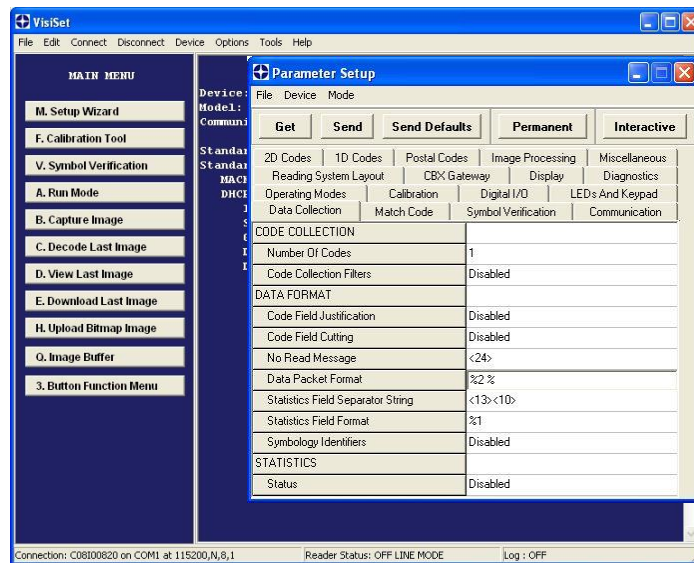 VisiSet
File Edit Connect Disconnect Device Options Tools Help
MAIN MENU
M. Setup Wizard
F. Calibration Tool
V. Symbol Verification
A. Run Mode
B. Capture Image
C. Decode Last Image
D. View Last Image
E. Download Last Image
H. Upload Bitmap Image
Q. Image Buffer
3. Button Function Menu
Device:
Model:
Communi
Standar
Standar
MAC
DHC
Parameter Setup
File Device Mode
Get Send Send Defaults Permanent Interactive
2D Codes 1D Codes Postal Codes Image Processing Miscellaneous
Reading System Layout CBX Gateway Display Diagnostics
Operating Modes Calibration Digital I/O LEDs And Keypad
Data Collection Match Code Symbol Verification Communication
CODE COLLECTION
Number Of Codes 1
Code Collection Filters Disabled
DATA FORMAT
Code Field Justification Disabled
Code Field Cutting Disabled
No Read Message <24>
Data Packet Format %2 %
Statistics Field Separator String <13><10>
Statistics Field Format %1
Symbology Identifiers Disabled
STATISTICS
Status Disabled
Connection: C08I00820 on COM1 at 115200,N,8,1 Reader Status: OFF LINE MODE Log : OFF